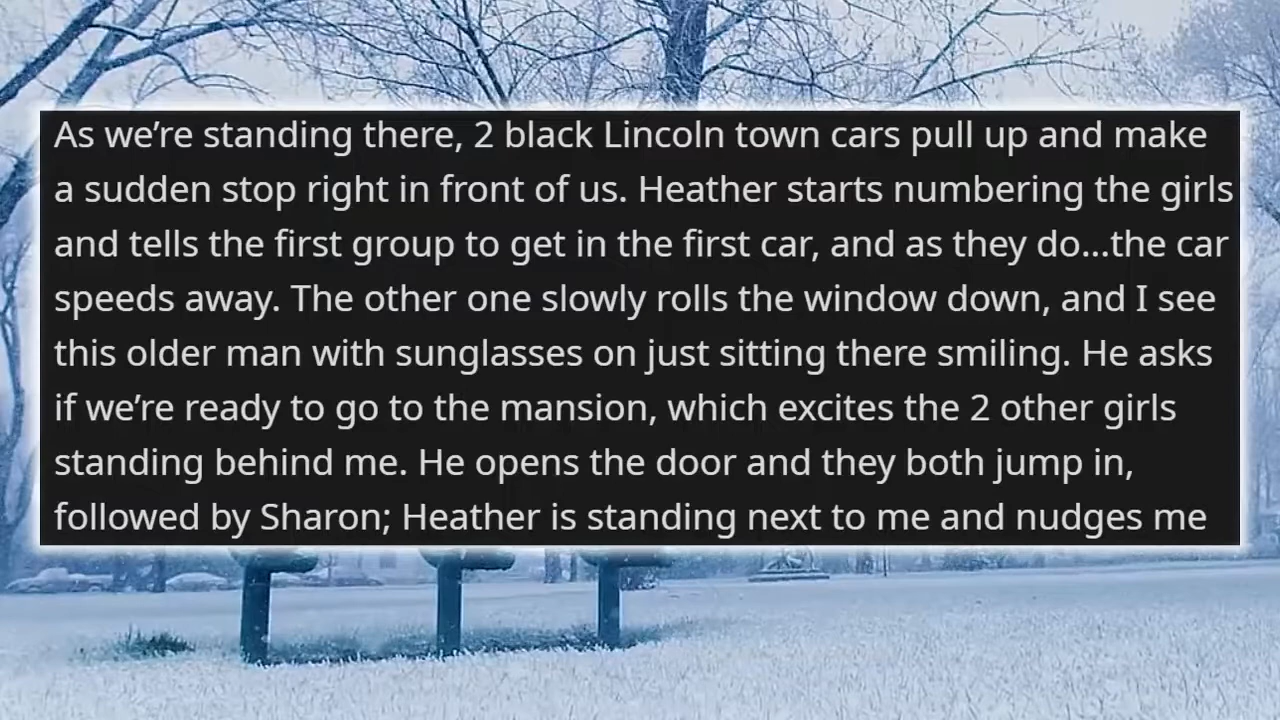 As we’re standing there, 2 black Lincoln town cars pull up and make
a sudden stop right in front of us. Heather starts numbering the girls
and tells the first group to get in the first car, and as they do...the car
speeds away. The other one slowly rolls the window down, and I see
this older man with sunglasses on just sitting there smiling. He asks
if we’re ready to go to the mansion, which excites the 2 other girls
standing behind me. He opens the door and they both jump in,
followed by Sharon; Heather is standing next to me and nudges me